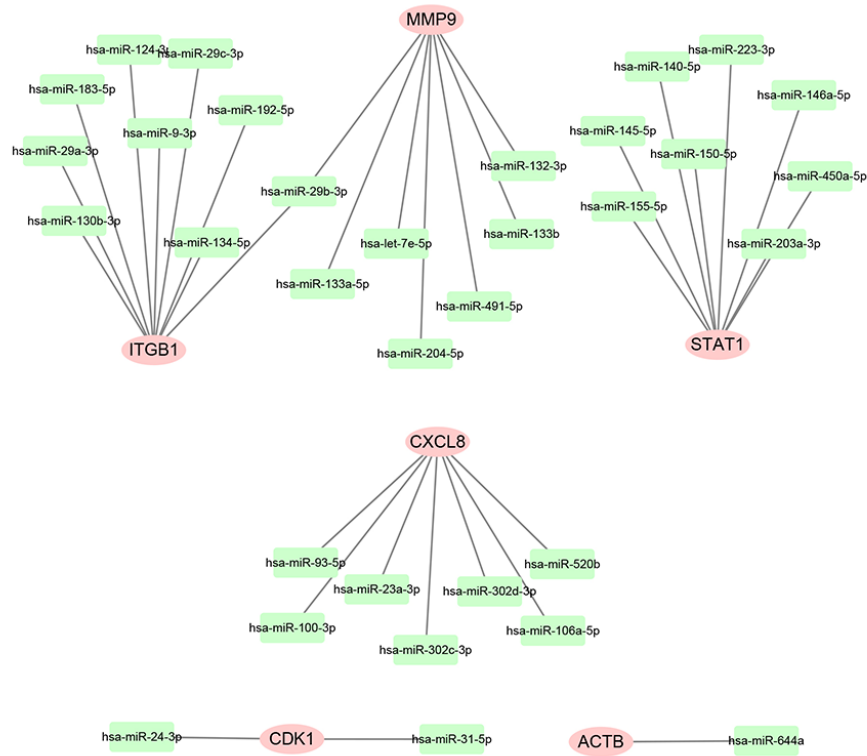 MMP9
hsa-miR-124-3p
hsa-miR-29c-3p
hsa-miR-183-5p
hsa-miR-192-5p
hsa-miR-9-3p
hsa-miR-29a-3p
hsa-miR-130b-3p
hsa-miR-134-5p
hsa-miR-29b-3p
hsa-miR-132-3p
hsa-miR-133b
hsa-let-7e-5p
hsa-miR-133a-5p
hsa-miR-491-5p
hsa-miR-204-5p
ITGB1
hsa-miR-223-3p
hsa-miR-140-5p
hsa-miR-146a-5p
hsa-miR-145-5p
hsa-miR-150-5p
hsa-miR-450a-5p
hsa-miR-155-5p
hsa-miR-203a-3p
STAT1
CXCL8
hsa-miR-93-5p
hsa-miR-520b
hsa-miR-23a-3p
hsa-miR-302d-3p
hsa-miR-100-3p
hsa-miR-106a-5p
hsa-miR-302c-3p
hsa-miR-24-3p
CDK1
hsa-miR-31-5p
ACTB
hsa-miR-644a